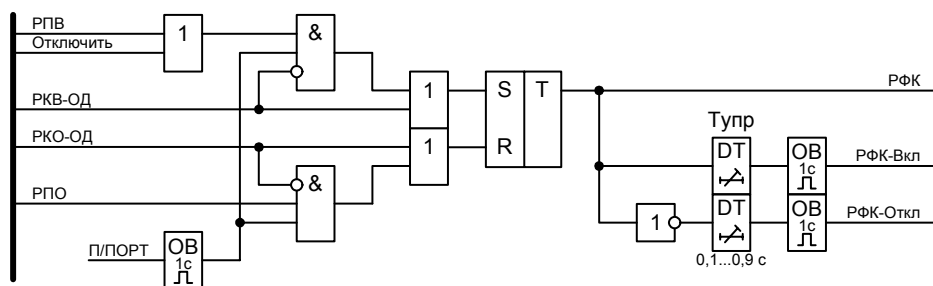 РПВ
Отключить
1
&
РКВ-ОД
1
S T
РФК
РКО-ОД
1
R
Тупр
DT
ОВ
1с
РФК-Вкл
&
РПО
1
DT
ОВ
1с
РФК-Откл
П/ПОРТ
ОВ
1с
0,1...0,9 с